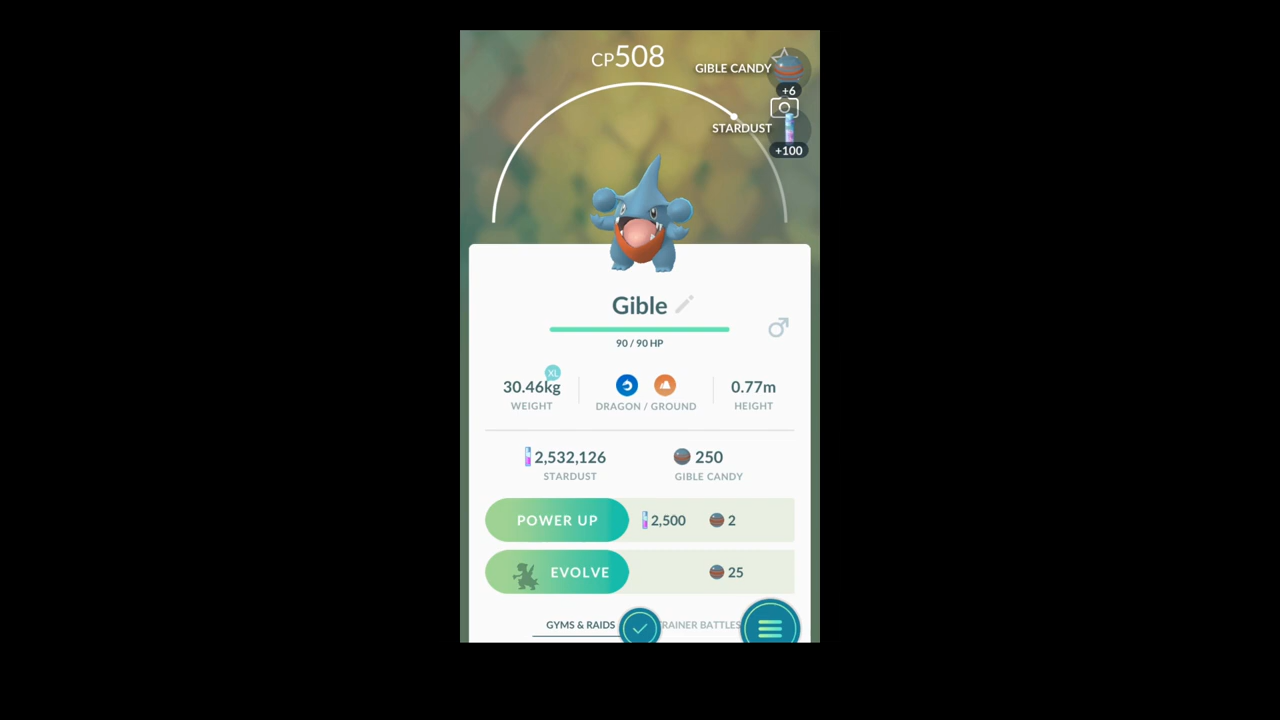 CP508
GIBLE CANDY
+6
STARDUST
+100
Gible
90 / 90 HP
XL
30.46kg
WEIGHT
DRAGON / GROUND
0.77m
HEIGHT
2,532,126
STARDUST
250
GIBLE CANDY
POWER UP 2,500 2
EVOLVE 25
GYMS & RAIDS TRAINER BATTLES